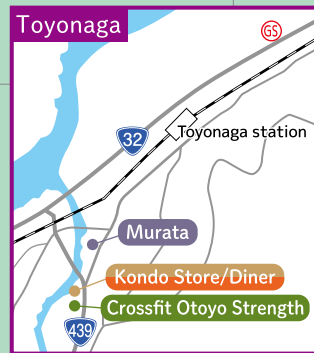 Toyonaga
GS
Toyonaga station
32
Murata
Kondo Store/Diner
Crossfit Otoyo Strength
439